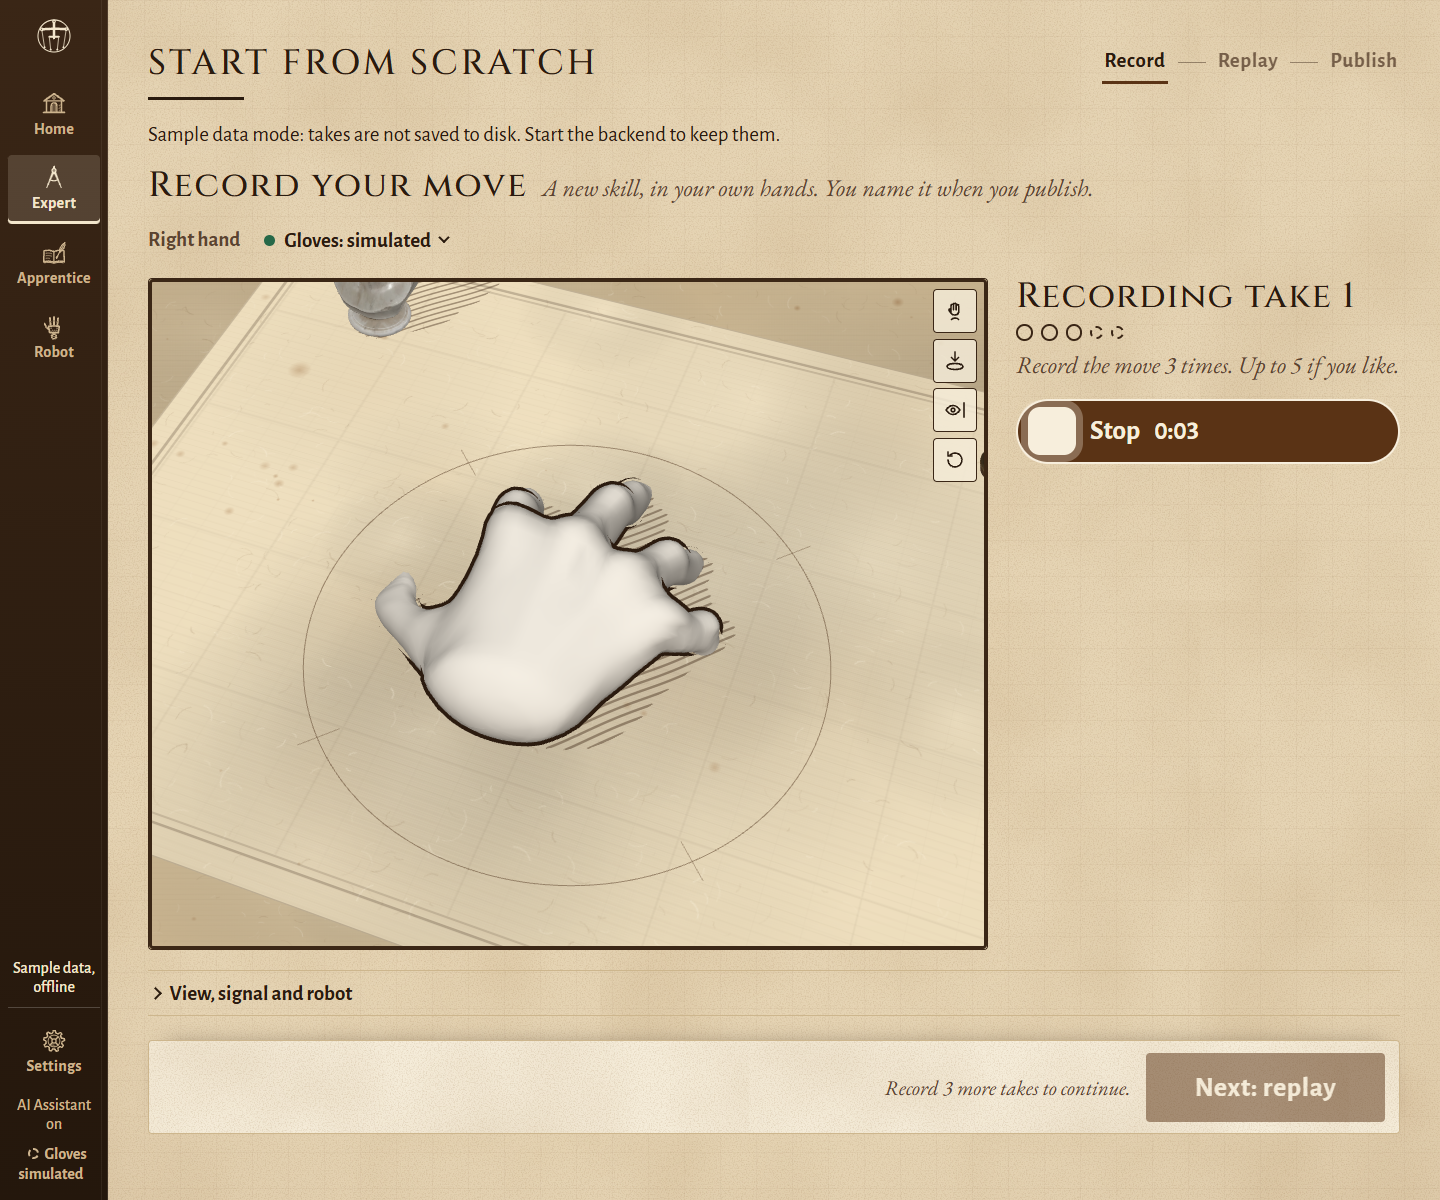 START FROM SCRATCH
Record
Replay
Publish
Sample data mode: takes are not saved to disk. Start the backend to keep them.
RECORD YOUR MOVE A new skill, in your own hands. You name it when you publish.
Right hand
Gloves: simulated
RECORDING TAKE 1
Record the move 3 times. Up to 5 if you like.
Stop 0:03
View, signal and robot
Record 3 more takes to continue.
Next: replay
Home
Expert
Apprentice
Robot
Sample data,
offline
Settings
AI Assistant
on
Gloves
simulated